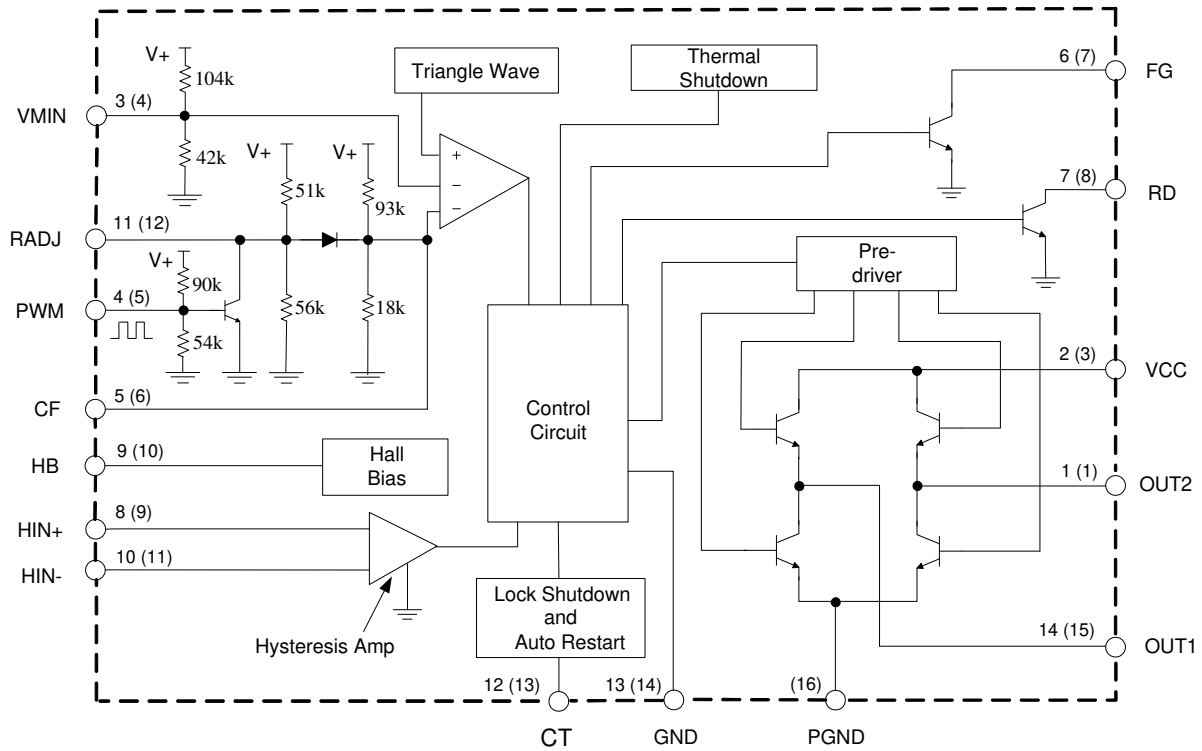 V+
104k
VMIN
3 (4)
42k
Triangle Wave
Thermal
Shutdown
6 (7)
FG
V+
V+
51k
93k
+
−
−
7 (8)
RD
RADJ
11 (12)
V+
90k
PWM
4 (5)
54k
56k
18k
Pre-
driver
2 (3)
VCC
CF
5 (6)
Control
Circuit
HB
9 (10)
Hall
Bias
1 (1)
OUT2
HIN+
8 (9)
HIN-
10 (11)
Hysteresis Amp
Lock Shutdown
and
Auto Restart
14 (15)
OUT1
12 (13)
CT
13 (14)
GND
(16)
PGND